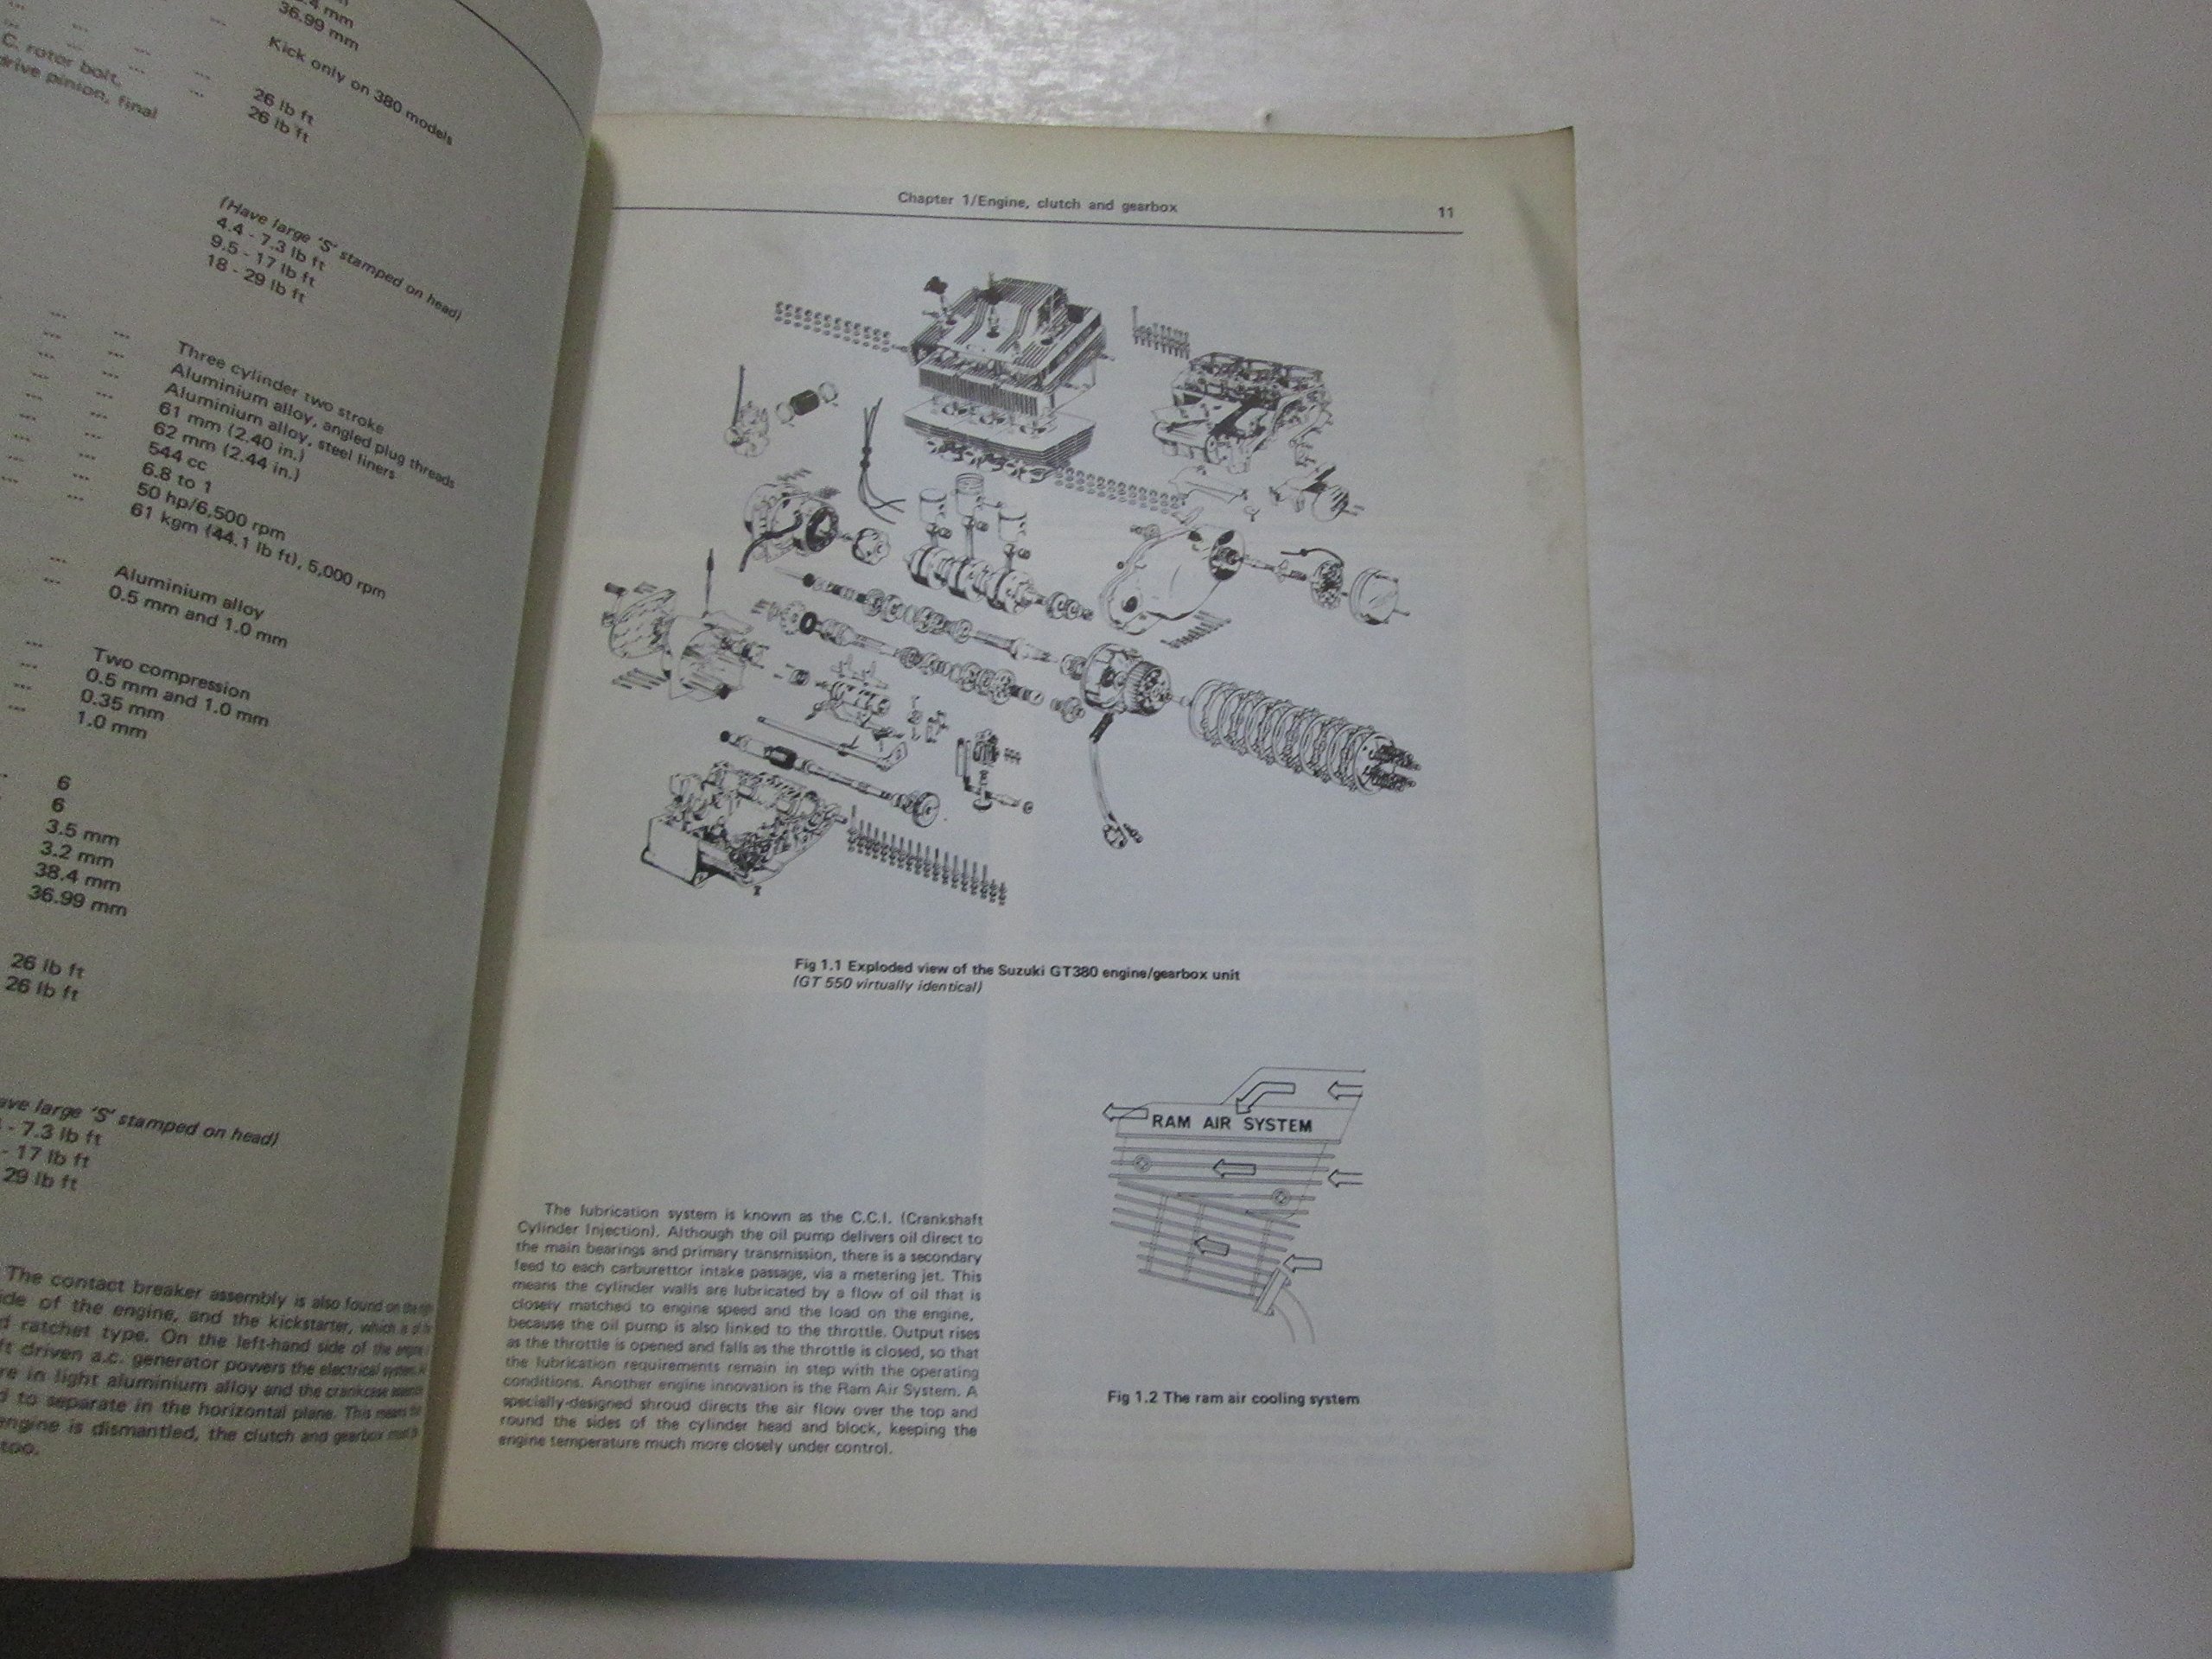 .4 mm
36.99 mm
Kick only on 380 models
C. rotor bolt,
drive pinion, final
26 lb ft
26 lb ft
(Have large 'S' stamped on head)
4.4 - 7.3 lb ft
9.5 - 17 lb ft
18 - 29 lb ft
Three cylinder two stroke
Aluminium alloy, angled plug threads
Aluminium alloy, steel liners
61 mm (2.40 in.)
62 mm (2.44 in.)
544 cc
6.8 to 1
50 hp/6,500 rpm
61 kgm (44.1 lb ft), 5,000 rpm
Aluminium alloy
0.5 mm and 1.0 mm
Two compression
0.5 mm and 1.0 mm
0.35 mm
1.0 mm
6
6
3.5 mm
3.2 mm
38.4 mm
36.99 mm
26 lb ft
26 lb ft
ave large 'S' stamped on head)
- 7.3 lb ft
- 17 lb ft
29 lb ft
The contact breaker assembly is also found on the
ide of the engine, and the kickstarter, which is of
d ratchet type. On the left-hand side of the engine
ft driven a.c. generator powers the electrical system.
re in light aluminium alloy and the crankcase
d to separate in the horizontal plane. This means
engine is dismantled, the clutch and gearbox must
too.
Chapter 1/Engine, clutch and gearbox
11
Fig 1.1 Exploded view of the Suzuki GT380 engine/gearbox unit
(GT 550 virtually identical)
The lubrication system is known as the C.C.I. (Crankshaft
Cylinder Injection). Although the oil pump delivers oil direct to
the main bearings and primary transmission, there is a secondary
feed to each carburettor intake passage, via a metering jet. This
means the cylinder walls are lubricated by a flow of oil that is
closely matched to engine speed and the load on the engine,
because the oil pump is also linked to the throttle. Output rises
as the throttle is opened and falls as the throttle is closed, so that
the lubrication requirements remain in step with the operating
conditions. Another engine innovation is the Ram Air System. A
specially-designed shroud directs the air flow over the top and
round the sides of the cylinder head and block, keeping the
engine temperature much more closely under control.
RAM AIR SYSTEM
Fig 1.2 The ram air cooling system